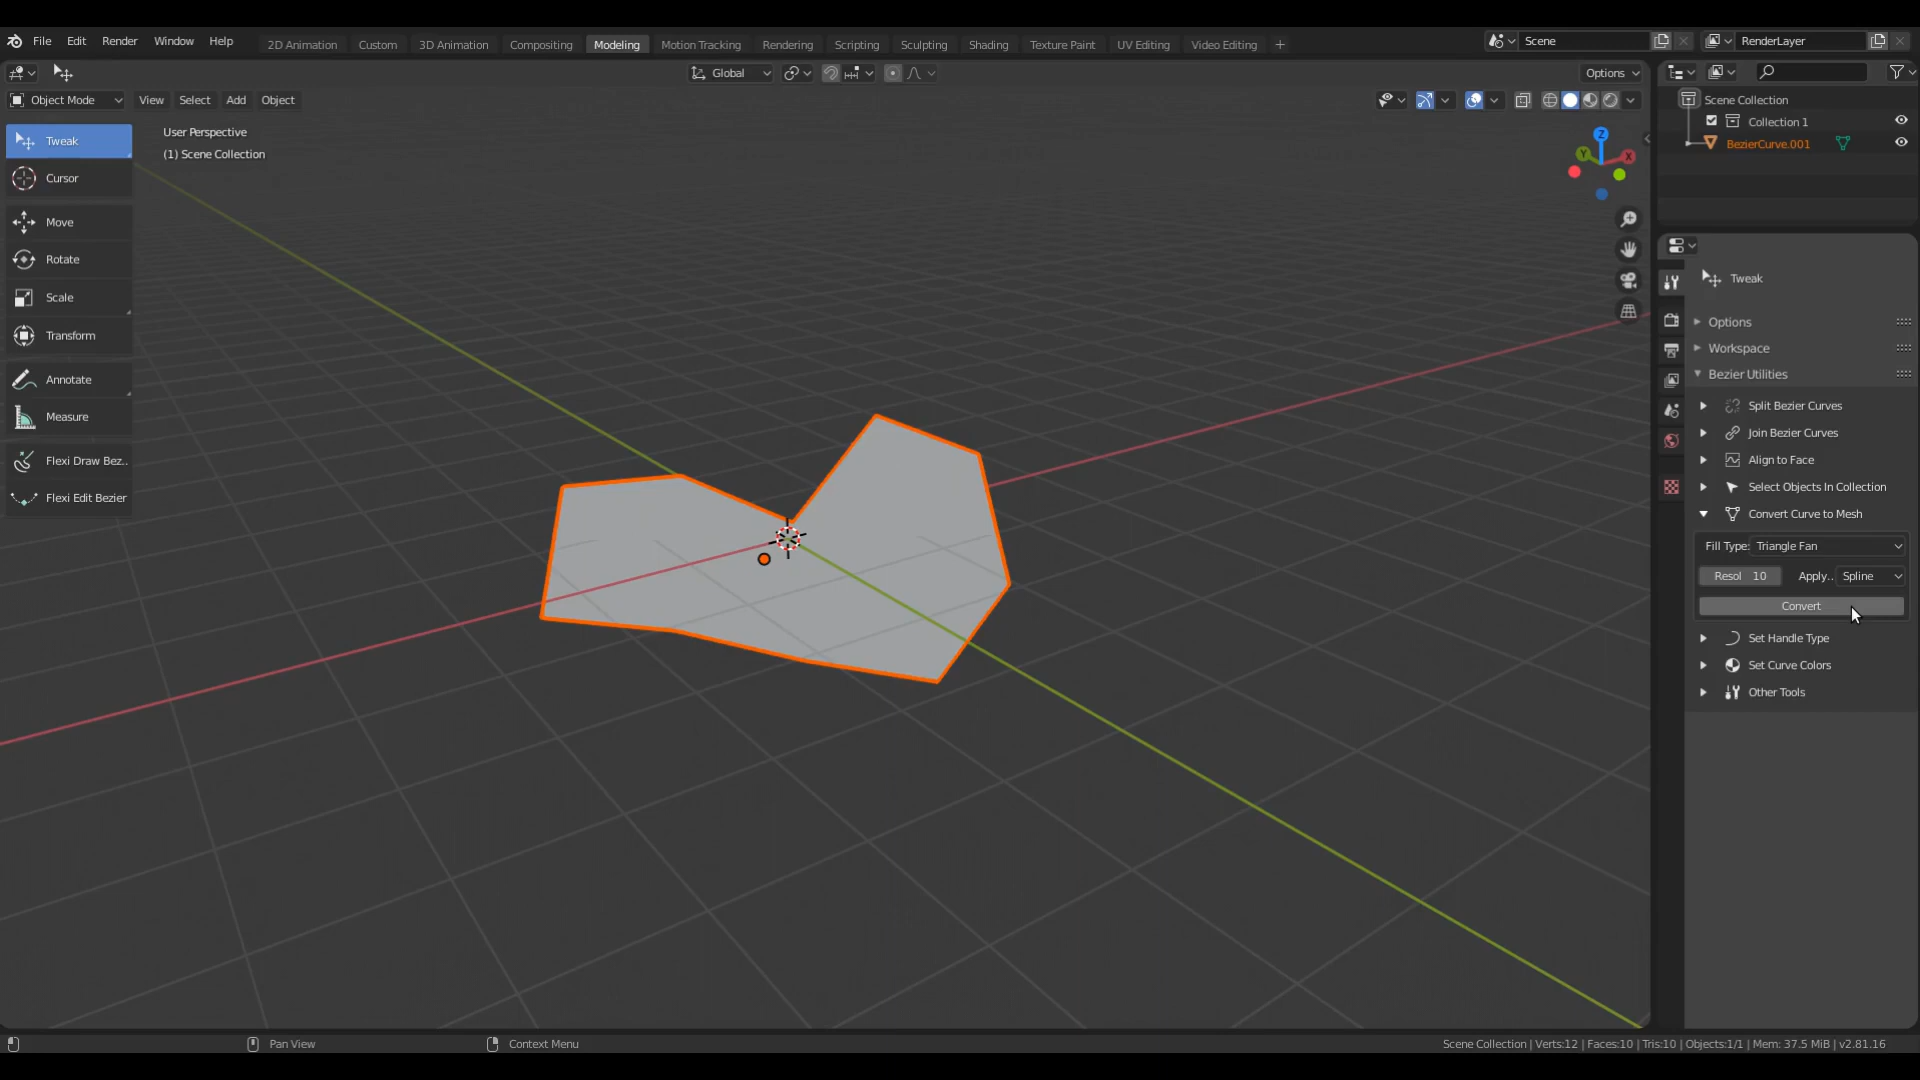 File Edit Render Window Help 2D Animation Custom 3D Animation Compositing Modeling Motion Tracking Rendering Scripting Sculpting Shading Texture Paint UV Editing Video Editing + Scene RenderLayer
Global Options
Object Mode View Select Add Object
Scene Collection
Collection 1
BezierCurve.001
User Perspective
(1) Scene Collection
Z
Y
X
Tweak
Cursor
Move
Rotate
Scale
Transform
Annotate
Measure
Flexi Draw Bez..
Flexi Edit Bezier
Tweak
Options
Workspace
Bezier Utilities
Split Bezier Curves
Join Bezier Curves
Align to Face
Select Objects In Collection
Convert Curve to Mesh
Fill Type: Triangle Fan
Resol 10 Apply.. Spline
Convert
Set Handle Type
Set Curve Colors
Other Tools
Pan View Context Menu Scene Collection | Verts:12 | Faces:10 | Tris:10 | Objects:1/1 | Mem: 37.5 MiB | v2.81.16